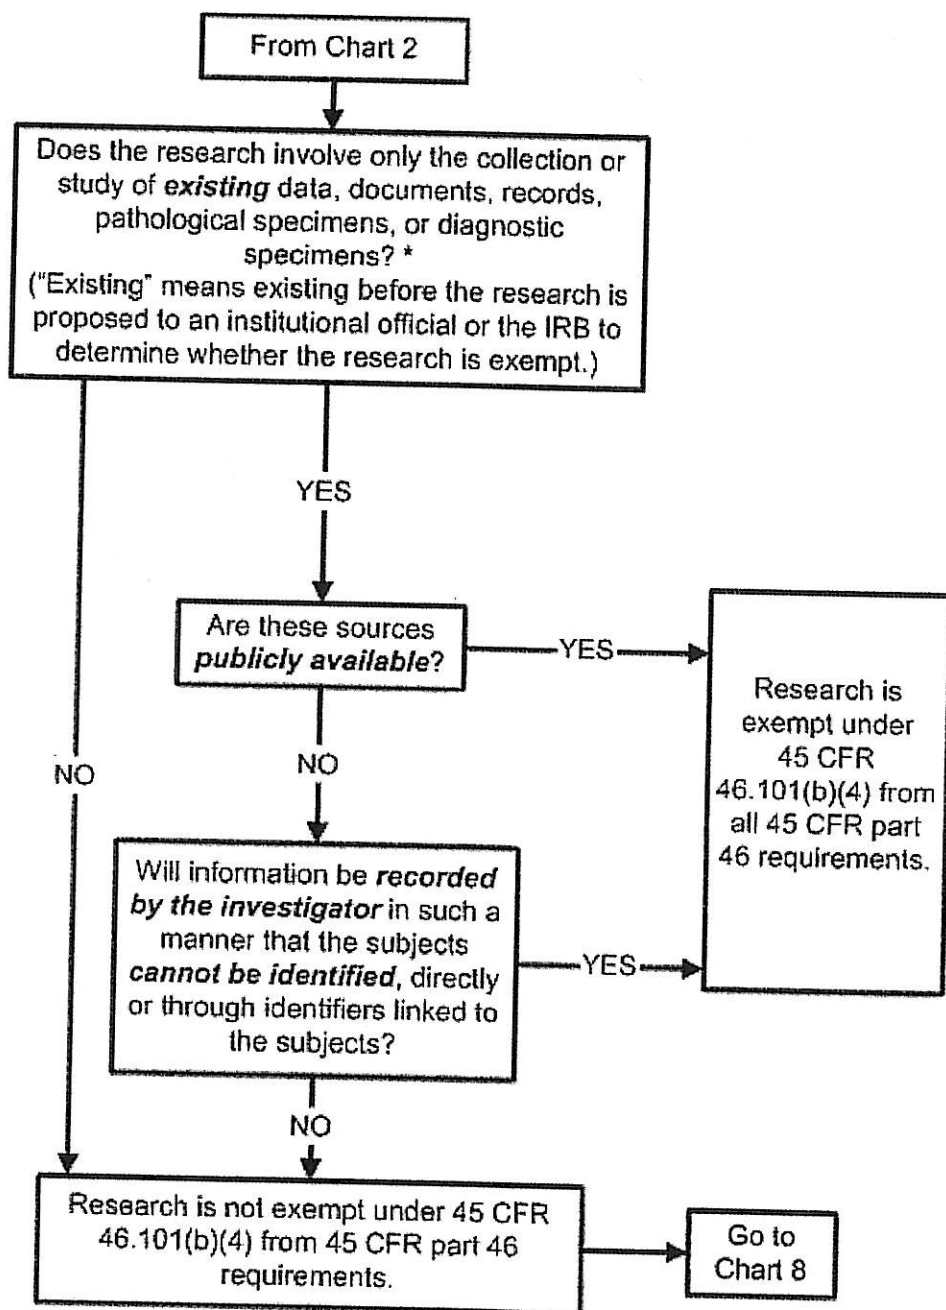 From Chart 2
Does the research involve only the collection or
study of existing data, documents, records,
pathological specimens, or diagnostic
specimens? *
("Existing" means existing before the research is
proposed to an institutional official or the IRB to
determine whether the research is exempt.)
YES
Are these sources
publicly available?
YES
Research is
exempt under
45 CFR
46.101(b)(4) from
all 45 CFR part
46 requirements.
NO
NO
Will information be recorded
by the investigator in such a
manner that the subjects
cannot be identified, directly
or through identifiers linked to
the subjects?
YES
NO
Research is not exempt under 45 CFR
46.101(b)(4) from 45 CFR part 46
requirements.
Go to
Chart 8